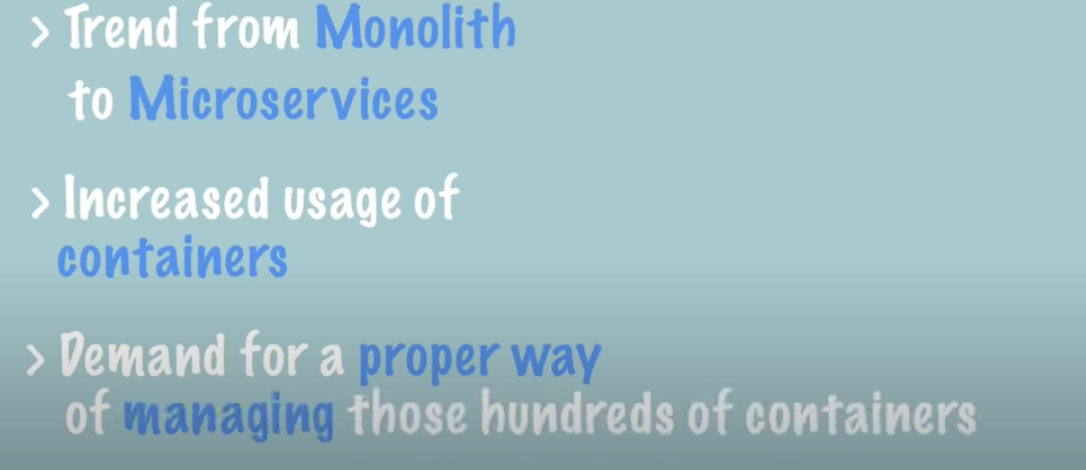 > Trend from Monolith
to Microservices
> Increased usage of
containers
> Demand for a proper way
of managing those hundreds of containers